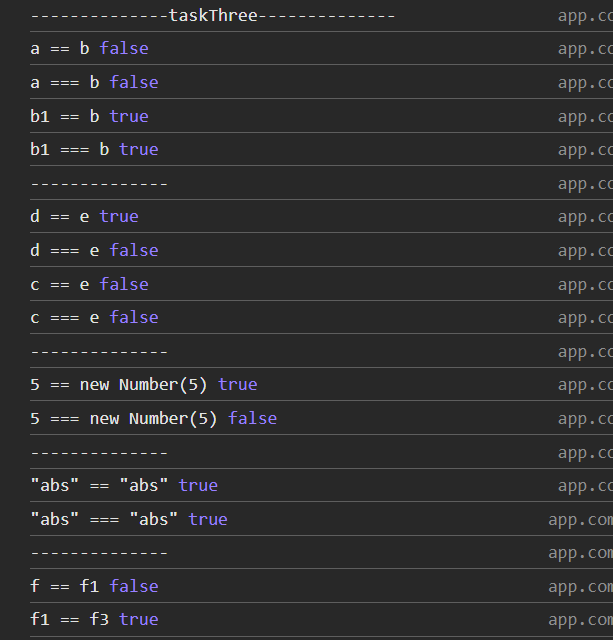 --------------taskThree-------------- app.co
a == b false app.co
a === b false app.co
b1 == b true app.co
b1 === b true app.co
-------------- app.co
d == e true app.co
d === e false app.co
c == e false app.co
c === e false app.co
-------------- app.co
5 == new Number(5) true app.co
5 === new Number(5) false app.co
-------------- app.co
"abs" == "abs" true app.co
"abs" === "abs" true app.com
-------------- app.com
f == f1 false app.com
f1 == f3 true app.com